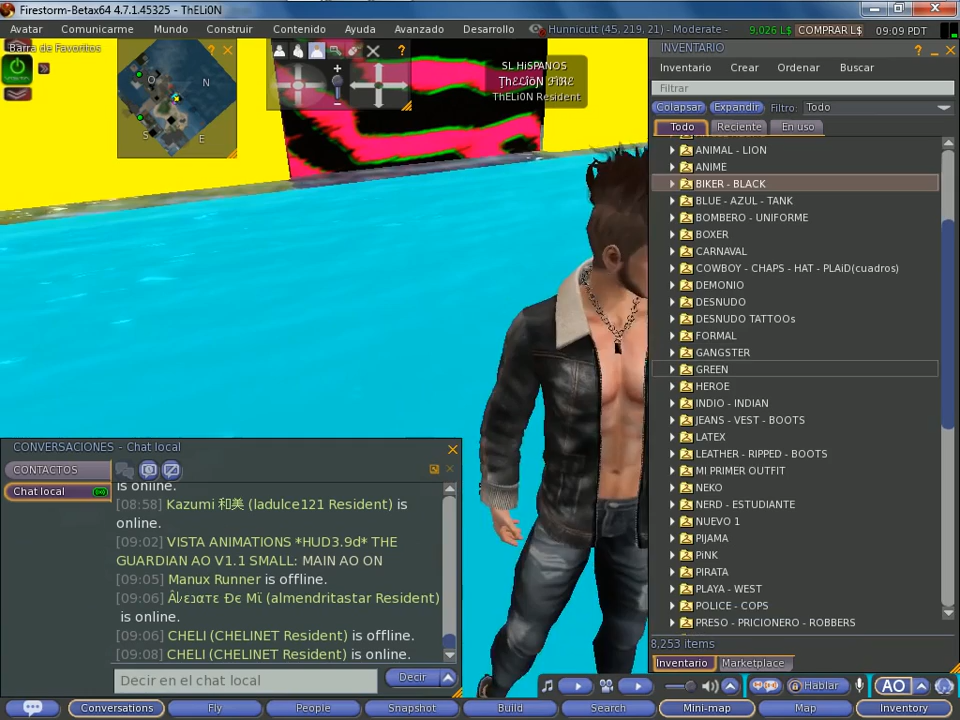 Firestorm-Betax64 4.7.1.45325 - ThELi0N
Avatar Comunicarme Mundo Construir Contenido Ayuda Avanzado Desarrollo Hunnicutt (45, 219, 21) - Moderate - 9,026 L$ COMPRAR L$ 09:09 PDT
Barra de Favoritos
N
O
S
E
SL HiSPANOS
ThELi0N Resident
INVENTARIO
Inventario Crear Ordenar Buscar
Filtrar
Colapsar Expandir Filtro: Todo
Todo Reciente En uso
ANIMAL - LION
ANIME
BIKER - BLACK
BLUE - AZUL - TANK
BOMBERO - UNIFORME
BOXER
CARNAVAL
COWBOY - CHAPS - HAT - PLAiD(cuadros)
DEMONIO
DESNUDO
DESNUDO TATTOOs
FORMAL
GANGSTER
GREEN
HEROE
INDIO - INDIAN
JEANS - VEST - BOOTS
LATEX
LEATHER - RIPPED - BOOTS
MI PRIMER OUTFIT
NEKO
NERD - ESTUDIANTE
NUEVO 1
PIJAMA
PiNK
PIRATA
PLAYA - WEST
POLICE - COPS
PRESO - PRICIONERO - ROBBERS
8,253 items
Inventario Marketplace
CONVERSACIONES - Chat local
CONTACTOS
Chat local
is online.
[08:58] Kazumi 和美 (ladulce121 Resident) is
online.
[09:02] VISTA ANIMATIONS *HUD3.9d* THE
GUARDIAN AO V1.1 SMALL: MAIN AO ON
[09:05] Manux Runner is offline.
[09:06] (almendritastar Resident)
is online.
[09:06] CHELI (CHELINET Resident) is offline.
[09:08] CHELI (CHELINET Resident) is online.
Decir en el chat local Decir
Hablar AO
Conversations Fly People Snapshot Build Search Mini-map Map Inventory